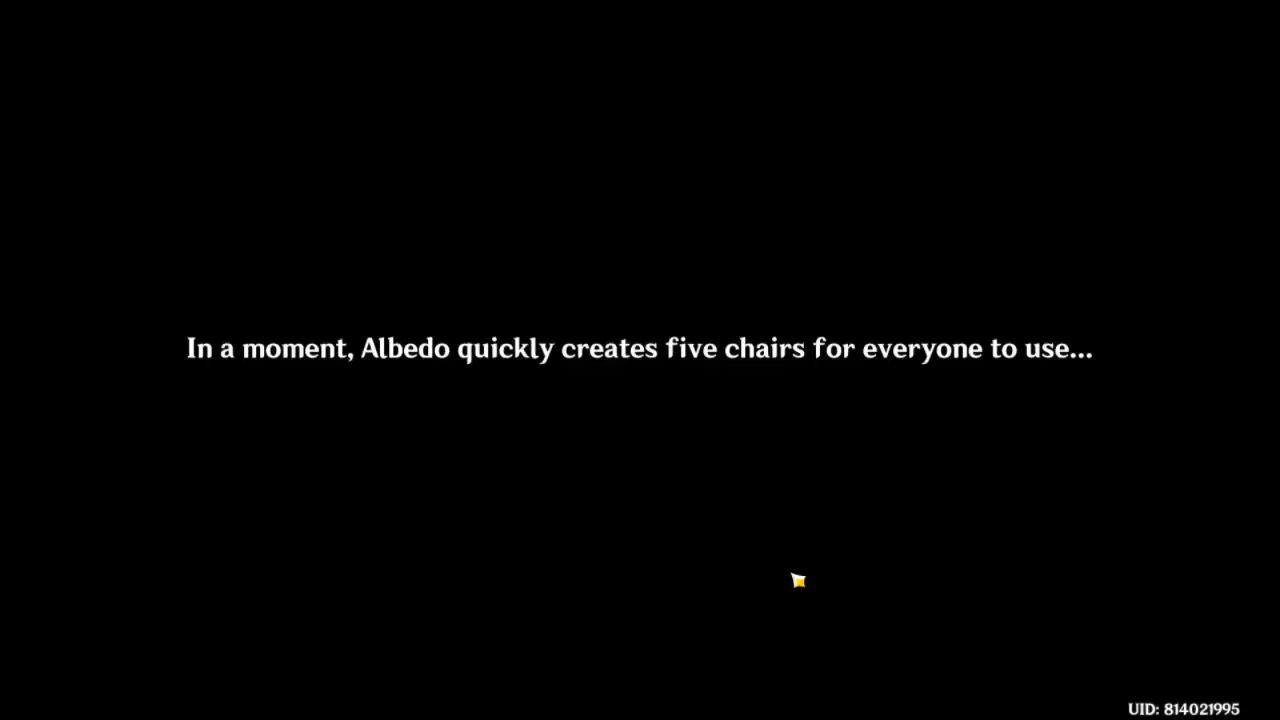 In a moment, Albedo quickly creates five chairs for everyone to use...
UID: 814021995